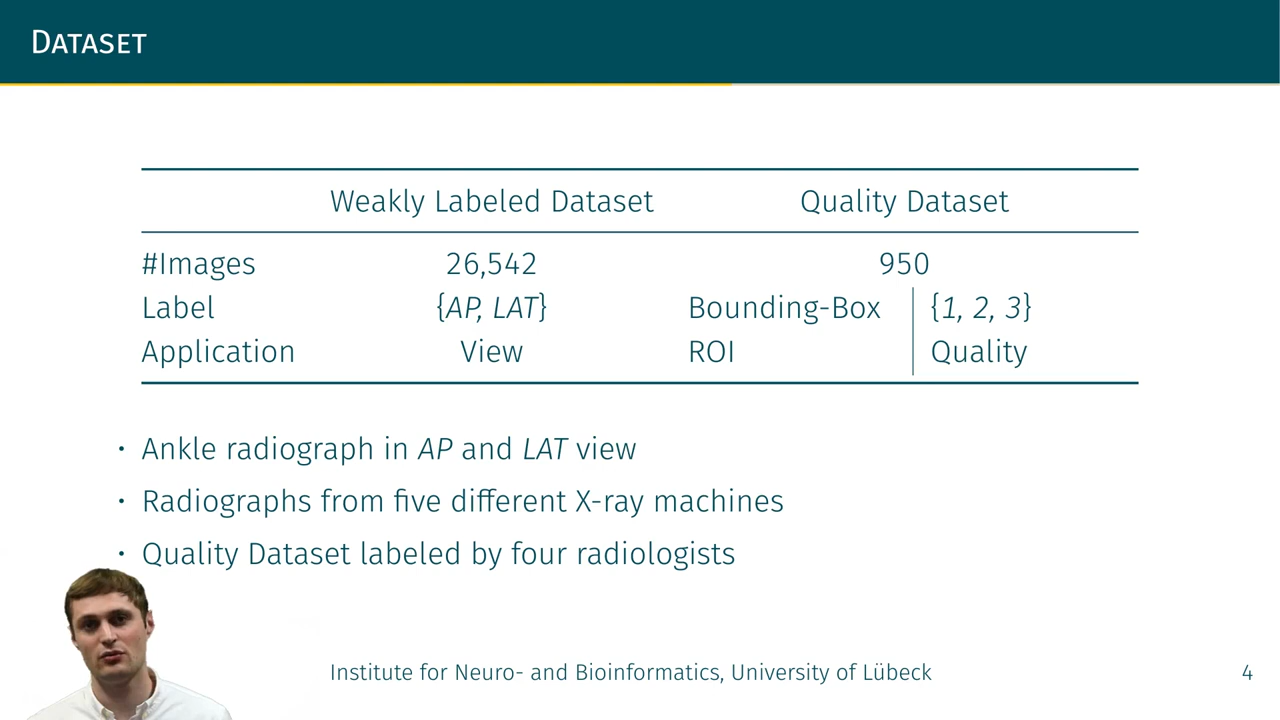 Dataset
Weakly Labeled Dataset Quality Dataset
#Images 26,542 950
Label {AP, LAT} Bounding-Box {1, 2, 3}
Application View ROI Quality
· Ankle radiograph in AP and LAT view
· Radiographs from five different X-ray machines
· Quality Dataset labeled by four radiologists
Institute for Neuro- and Bioinformatics, University of Lübeck 4